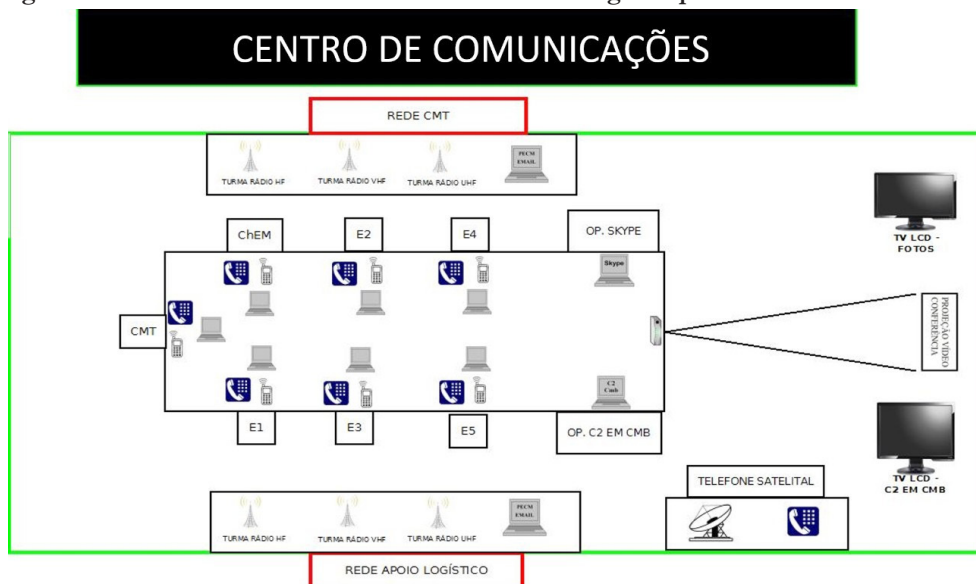 CENTRO DE COMUNICAÇÕES
REDE CMT
TURMA RÁDIO HF
TURMA RÁDIO VHF
TURMA RÁDIO UHF
PECM
EMAIL
ChEM
E2
E4
OP. SKYPE
Skype
TV LCD -
FOTOS
CMT
PROJEÇÃO VÍDEO
CONFERÊNCIA
C2
Cmb
E1
E3
E5
OP. C2 EM CMB
TV LCD -
C2 EM CMB
TELEFONE SATELITAL
TURMA RÁDIO HF
TURMA RÁDIO VHF
TURMA RÁDIO UHF
PECM
EMAIL
REDE APOIO LOGÍSTICO